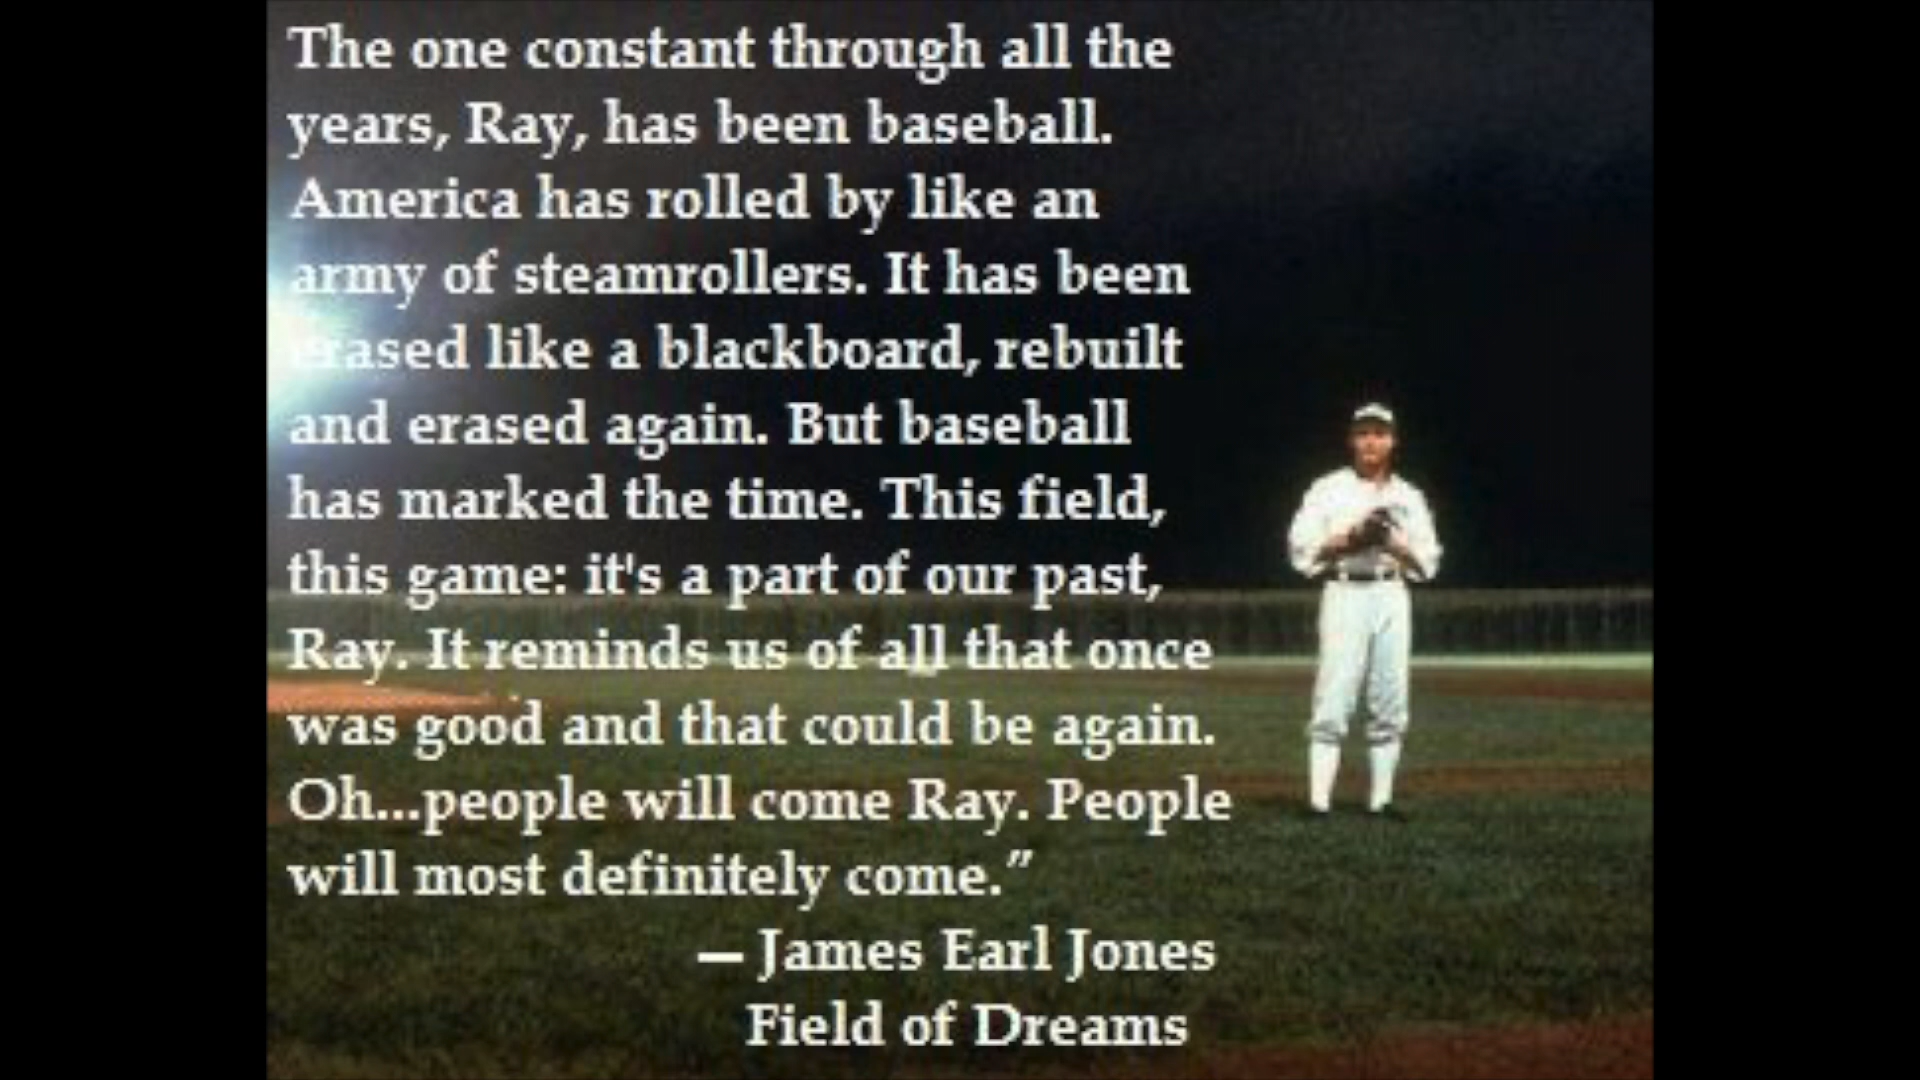 The one constant through all the
years, Ray, has been baseball.
America has rolled by like an
army of steamrollers. It has been
erased like a blackboard, rebuilt
and erased again. But baseball
has marked the time. This field,
this game: it's a part of our past,
Ray. It reminds us of all that once
was good and that could be again.
Oh...people will come Ray. People
will most definitely come.”
— James Earl Jones
Field of Dreams